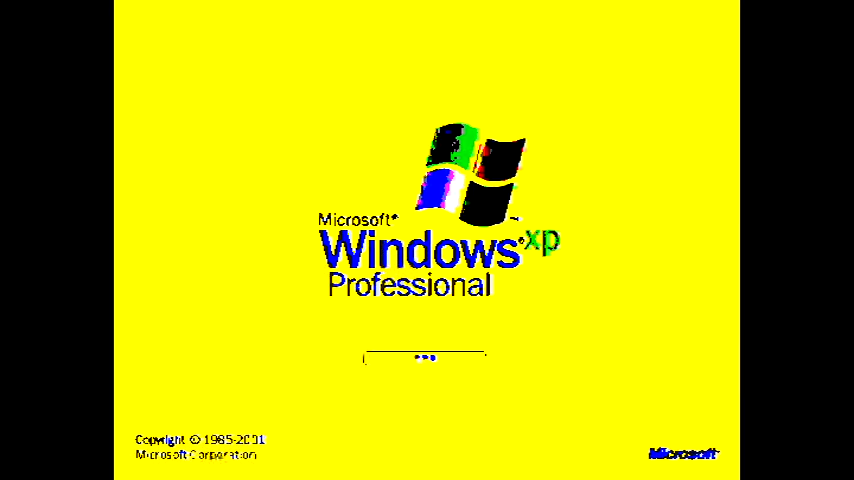 Microsoft®
Windows® xp
Professional
Copyright © 1985-2001
Microsoft Corporation
Microsoft